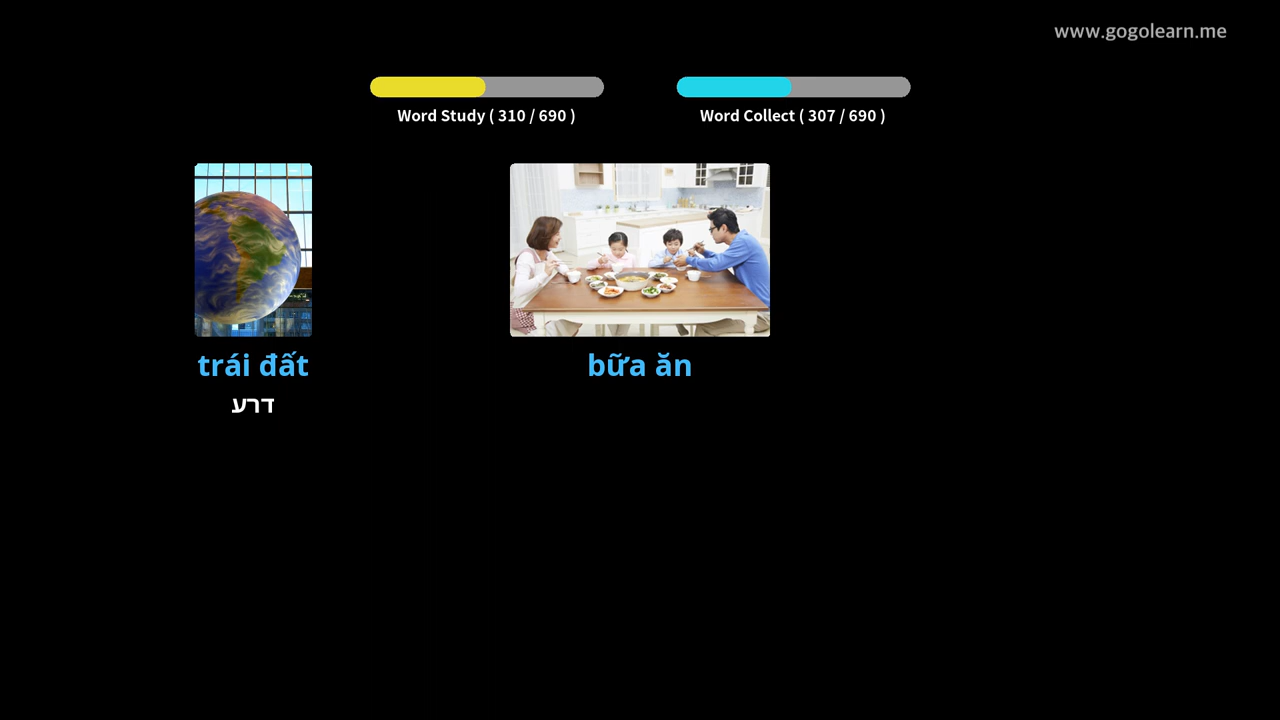 www.gogolearn.me
Word Study ( 310 / 690 )
Word Collect ( 307 / 690 )
trái đất
דרע
bữa ăn